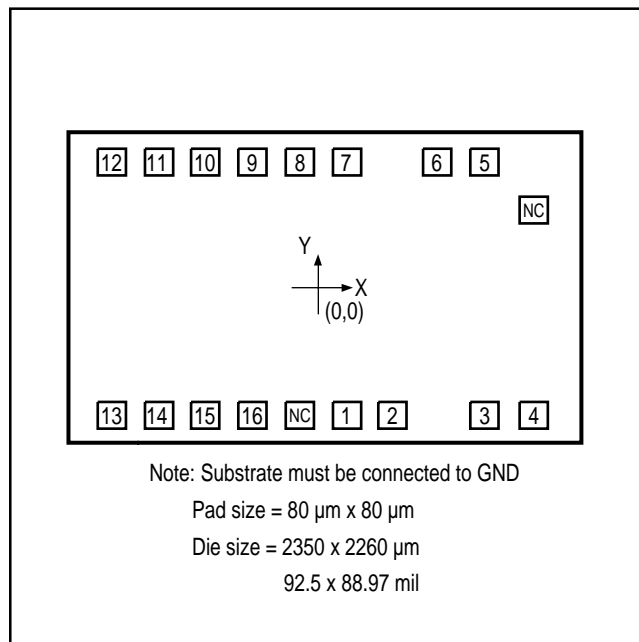 12 11 10 9 8 7 6 5
NC
Y
X
(0,0)
13 14 15 16 NC 1 2 3 4
Note: Substrate must be connected to GND
Pad size = 80 µm x 80 µm
Die size = 2350 x 2260 µm
92.5 x 88.97 mil